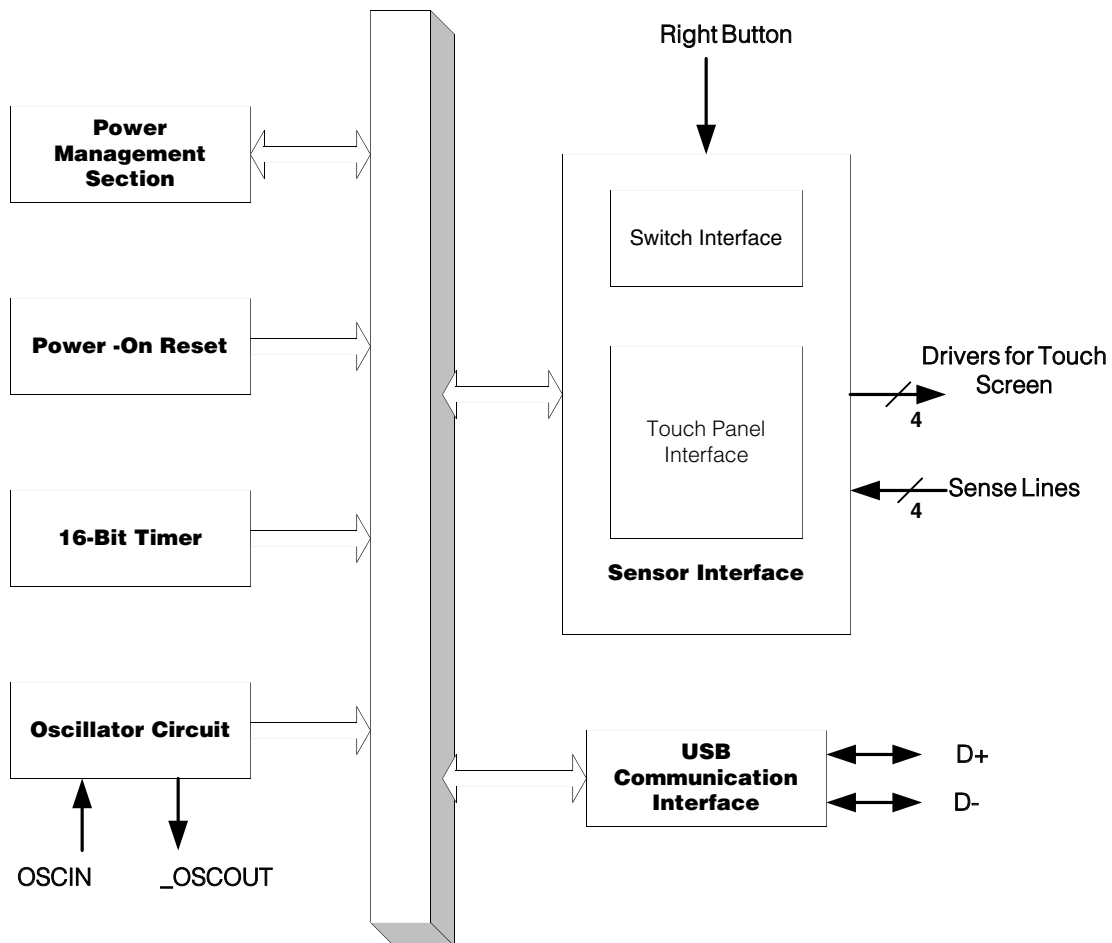 Right Button
Power
Management
Section
Switch Interface
Power -On Reset
Drivers for Touch
Screen
4
Touch Panel
Interface
Sense Lines
4
16-Bit Timer
Sensor Interface
Oscillator Circuit
USB
Communication
Interface
D+
D-
OSCIN
_OSCOUT